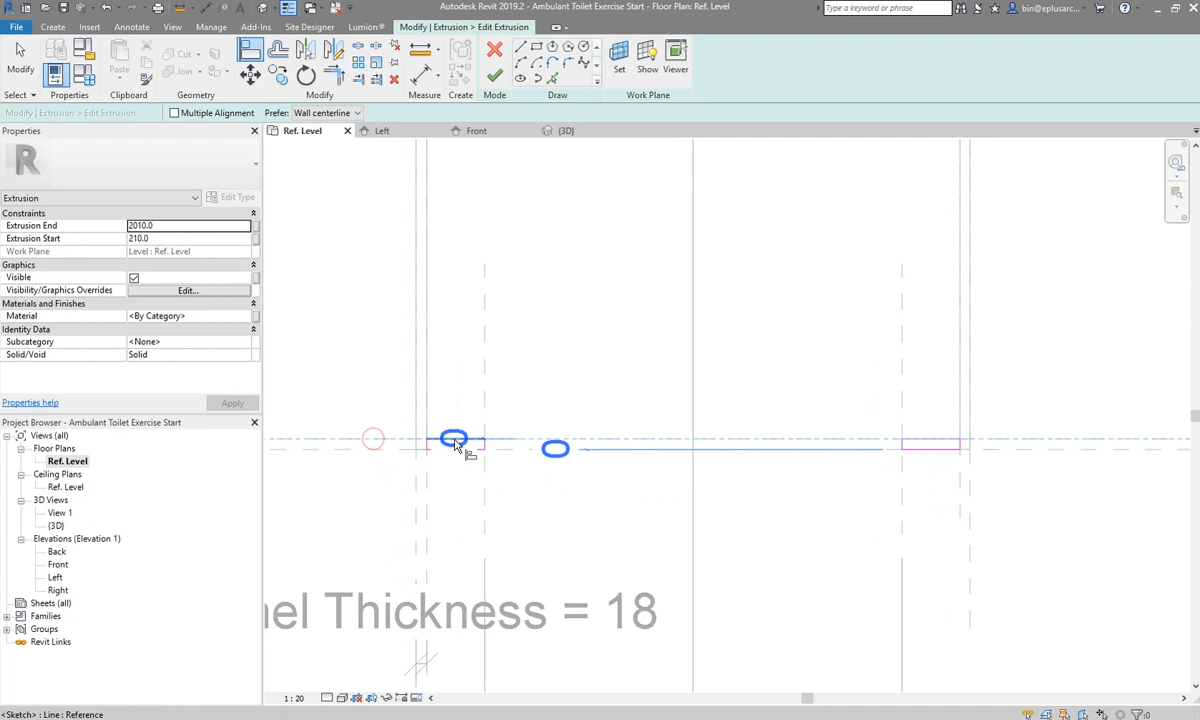 Autodesk Revit 2019.2 - Ambulant Toilet Exercise Start - Floor Plan: Ref. Level
Type a keyword or phrase
bin@eplusarc...
File
Create
Insert
Annotate
View
Manage
Add-Ins
Site Designer
Lumion®
Modify | Extrusion > Edit Extrusion
Modify
Paste
Cut
Join
Set
Show
Viewer
Select
Properties
Clipboard
Geometry
Modify
Measure
Create
Mode
Draw
Work Plane
Modify | Extrusion > Edit Extrusion
Multiple Alignment
Prefer:
Wall centerline
Properties
Ref. Level
Left
Front
{3D}
Extrusion
Edit Type
Constraints
Extrusion End 2010.0
Extrusion Start 210.0
Work Plane Level : Ref. Level
Graphics
Visible
Visibility/Graphics Overrides Edit...
Materials and Finishes
Material <By Category>
Identity Data
Subcategory <None>
Solid/Void Solid
Properties help
Apply
Project Browser - Ambulant Toilet Exercise Start
Views (all)
Floor Plans
Ref. Level
Ceiling Plans
Ref. Level
3D Views
View 1
{3D}
Elevations (Elevation 1)
Back
Front
Left
Right
Sheets (all)
Families
Groups
Revit Links
nel Thickness = 18
1 : 20
<Sketch> : Line : Reference
:0